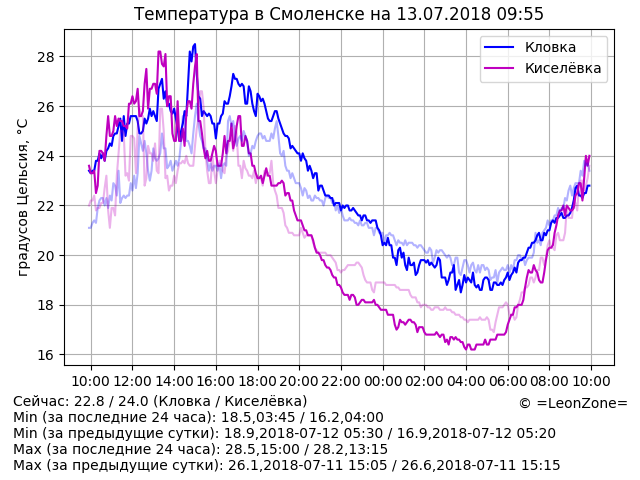 Температура в Смоленске на 13.07.2018 09:55
градусов Цельсия, °C
28
26
24
22
20
18
16
Кловка
Киселёвка
10:00 12:00 14:00 16:00 18:00 20:00 22:00 00:00 02:00 04:00 06:00 08:00 10:00
Сейчас: 22.8 / 24.0 (Кловка / Киселёвка)
© =LeonZone=
Min (за последние 24 часа): 18.5,03:45 / 16.2,04:00
Min (за предыдущие сутки): 18.9,2018-07-12 05:30 / 16.9,2018-07-12 05:20
Max (за последние 24 часа): 28.5,15:00 / 28.2,13:15
Max (за предыдущие сутки): 26.1,2018-07-11 15:05 / 26.6,2018-07-11 15:15